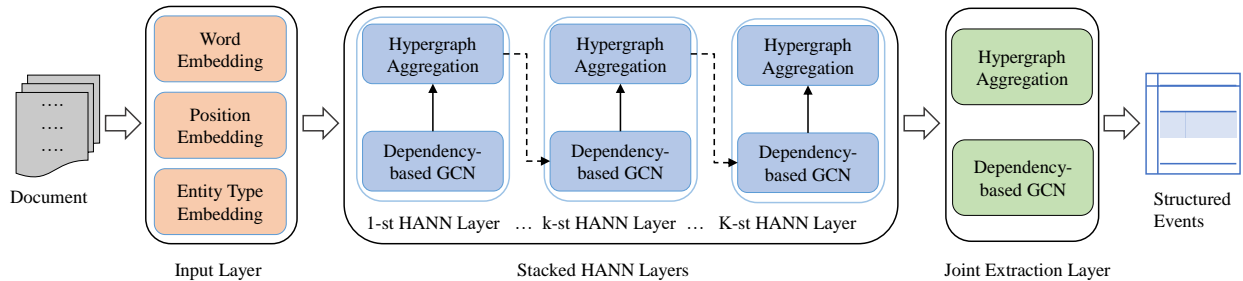 ....
....
....
Document
Word
Embedding
Position
Embedding
Entity Type
Embedding
Input Layer
Hypergraph
Aggregation
Dependency-
based GCN
1-st HANN Layer
...
Hypergraph
Aggregation
Dependency-
based GCN
k-st HANN Layer
...
Hypergraph
Aggregation
Dependency-
based GCN
K-st HANN Layer
Stacked HANN Layers
Hypergraph
Aggregation
Dependency-
based GCN
Joint Extraction Layer
Structured
Events